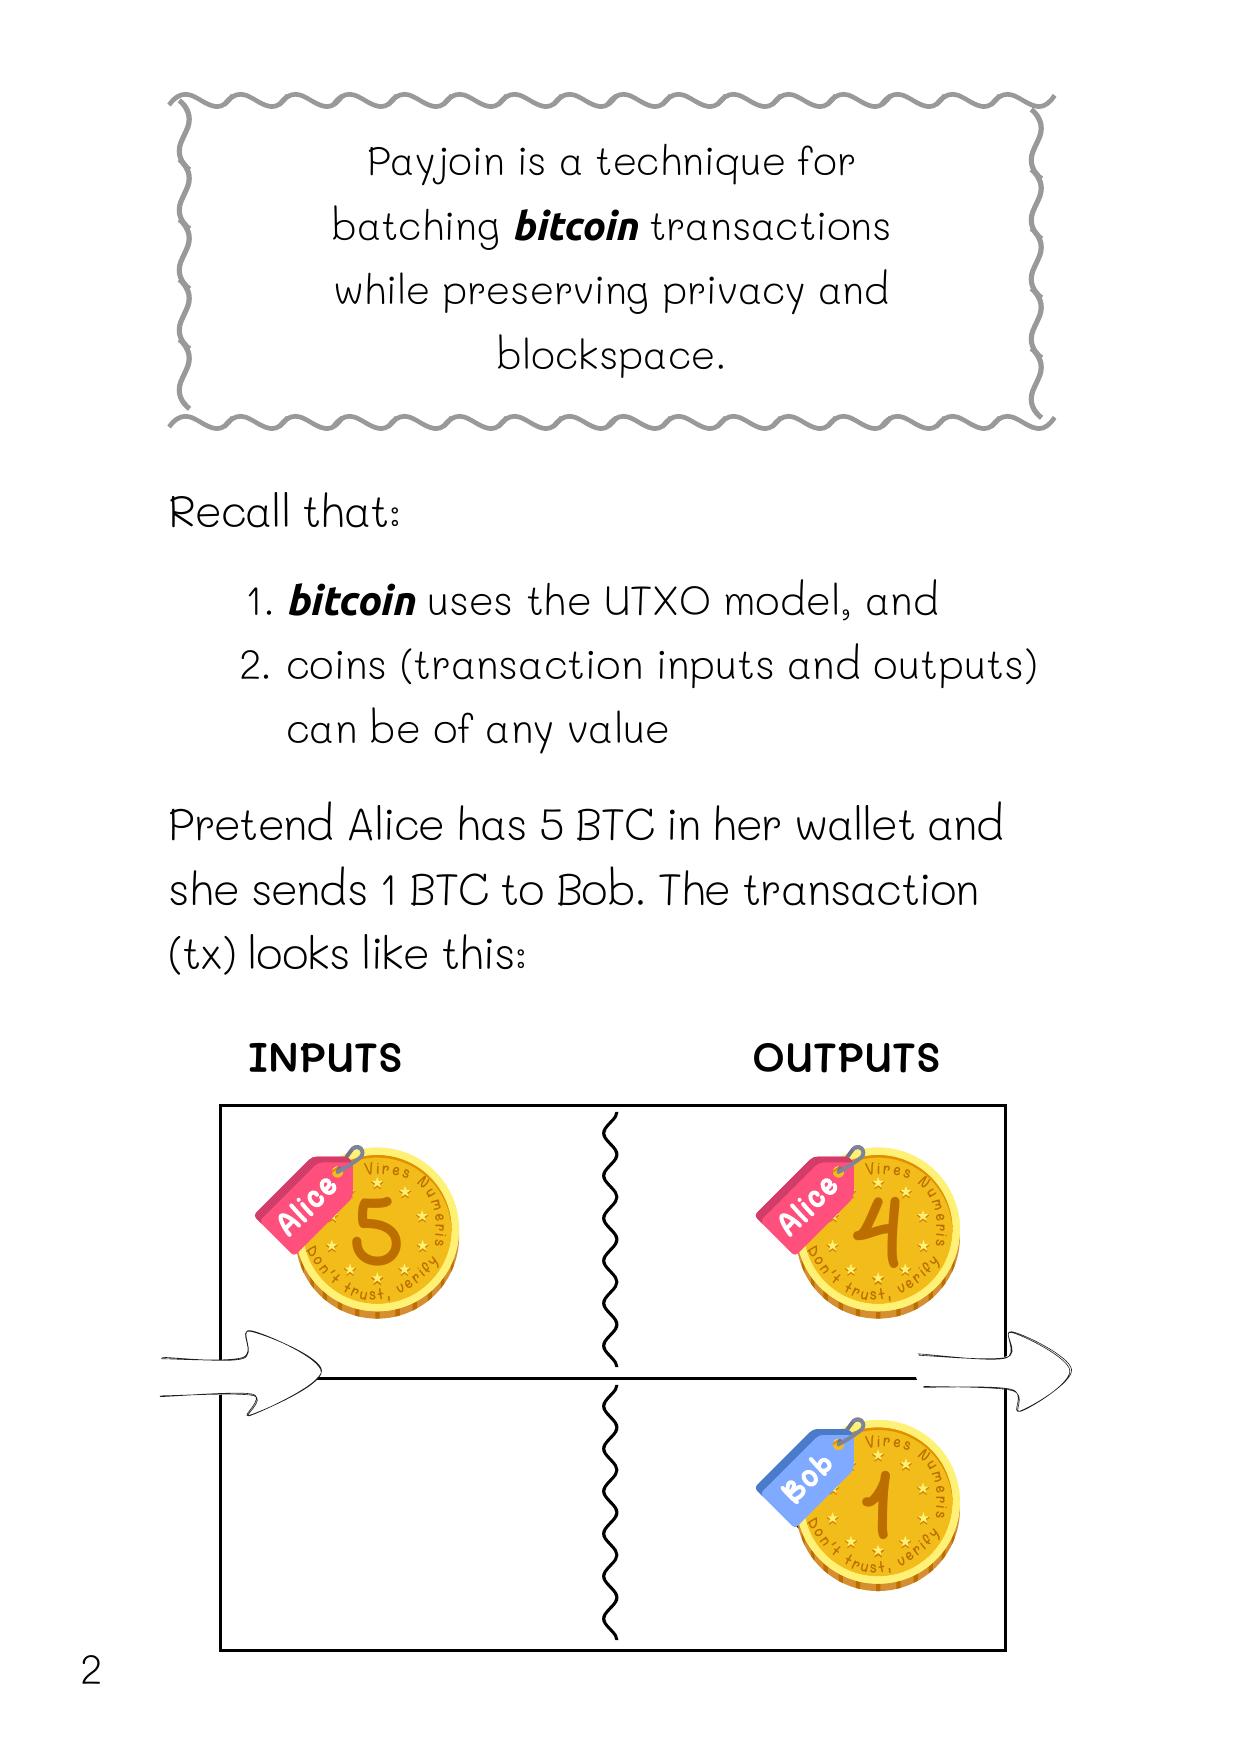 Payjoin is a technique for
batching bitcoin transactions
while preserving privacy and
blockspace.
Recall that:
1. bitcoin uses the UTXO model, and
2. coins (transaction inputs and outputs)
can be of any value
Pretend Alice has 5 BTC in her wallet and
she sends 1 BTC to Bob. The transaction
(tx) looks like this:
INPUTS
OUTPUTS
Alice
5
Vires Numeris
Don't trust, verify
Alice
4
Vires Numeris
Don't trust, verify
Bob
1
Vires Numeris
Don't trust, verify
2